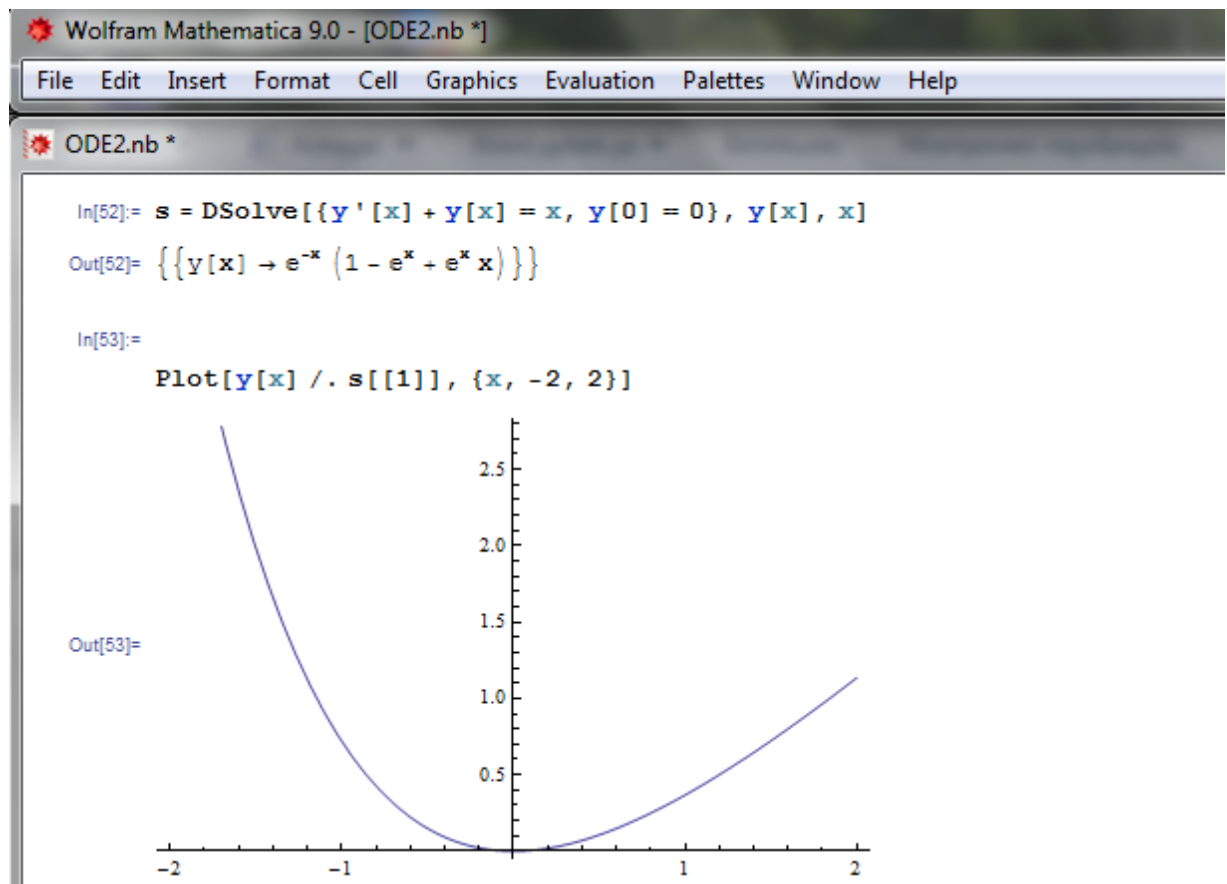 Wolfram Mathematica 9.0 - [ODE2.nb *]
File Edit Insert Format Cell Graphics Evaluation Palettes Window Help
ODE2.nb *
In[52]:= s = DSolve[{y '[x] + y[x] = x, y[0] = 0}, y[x], x]
Out[52]= {{y[x] → e^-x (1 - e^x + e^x x)}}
In[53]:=
Plot[y[x] /. s[[1]], {x, -2, 2}]
2.5
2.0
1.5
Out[53]=
1.0
0.5
-2 -1 1 2